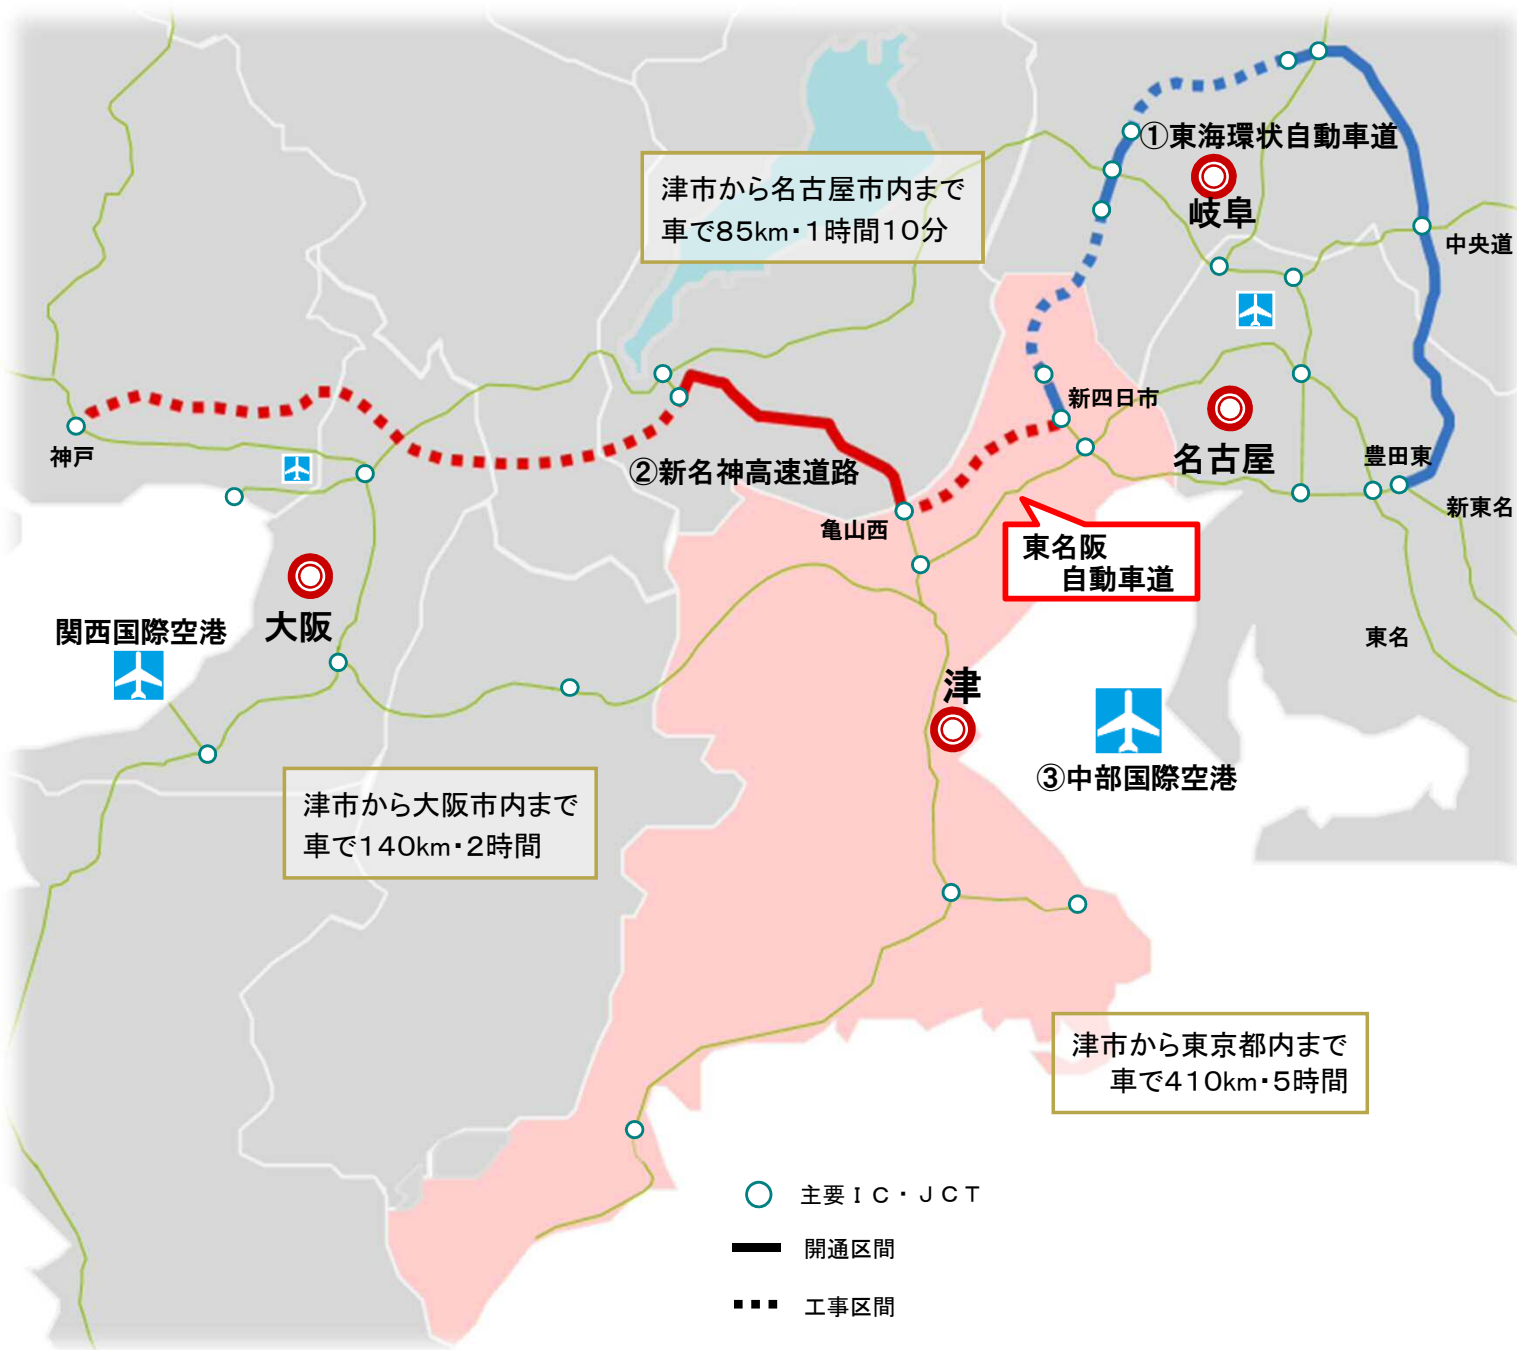 ①東海環状自動車道
津市から名古屋市内まで
車で85km・1時間10分
岐阜
中央道
新四日市
名古屋
豊田東
神戸
②新名神高速道路
新東名
亀山西
東名阪
自動車道
関西国際空港
大阪
東名
津
③中部国際空港
津市から大阪市内まで
車で140km・2時間
津市から東京都内まで
車で410km・5時間
主要ＩＣ・ＪＣＴ
開通区間
工事区間